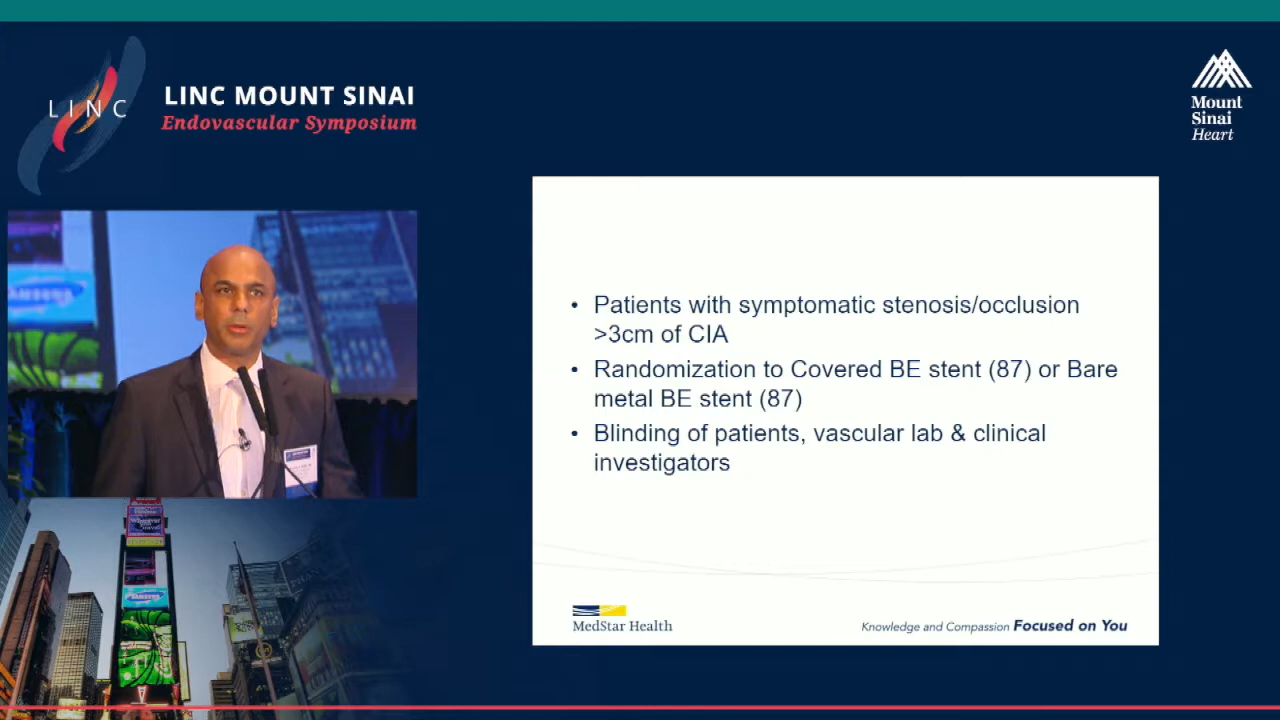 LINC
LINC MOUNT SINAI
Endovascular Symposium
Mount
Sinai
Heart
• Patients with symptomatic stenosis/occlusion
>3cm of CIA
• Randomization to Covered BE stent (87) or Bare
metal BE stent (87)
• Blinding of patients, vascular lab & clinical
investigators
MedStar Health
Knowledge and Compassion Focused on You
SAMSUNG